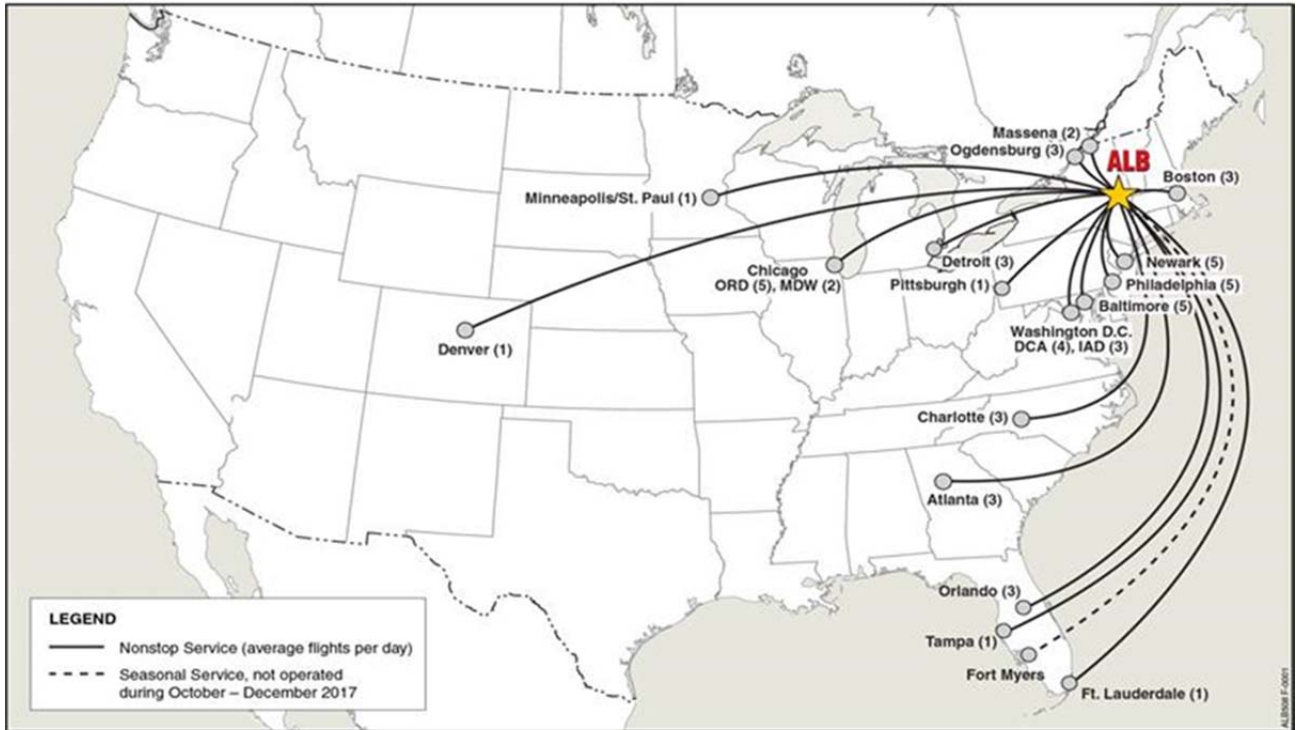 Massena (2)
Ogdensburg (3)
ALB
Boston (3)
Minneapolis/St. Paul (1)
Newark (5)
Detroit (3)
Chicago
ORD (5), MDW (2)
Pittsburgh (1)
Philadelphia (5)
Baltimore (5)
Washington D.C.
DCA (4), IAD (3)
Denver (1)
Charlotte (3)
Atlanta (3)
Orlando (3)
Tampa (1)
Fort Myers
Ft. Lauderdale (1)
LEGEND
Nonstop Service (average flights per day)
Seasonal Service, not operated
during October – December 2017
ALB508 F-0001